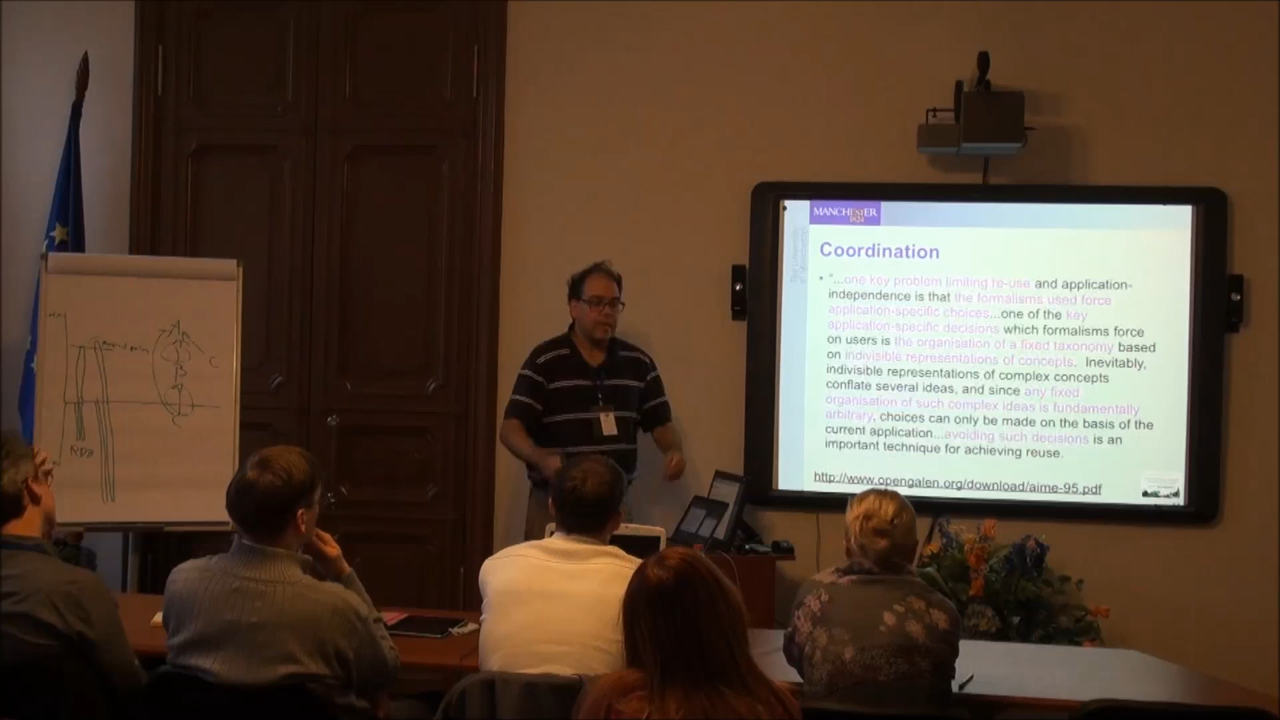 MANCHESTER
1824
Coordination
• "...one key problem limiting re-use and application-
independence is that the formalisms used force
application-specific choices...one of the key
application-specific decisions which formalisms force
on users is the organisation of a fixed taxonomy based
on indivisible representations of concepts. Inevitably,
indivisible representations of complex concepts
conflate several ideas, and since any fixed
organisation of such complex ideas is fundamentally
arbitrary, choices can only be made on the basis of the
current application...avoiding such decisions is an
important technique for achieving reuse.
http://www.opengalen.org/download/aime-95.pdf
A
B
C
C